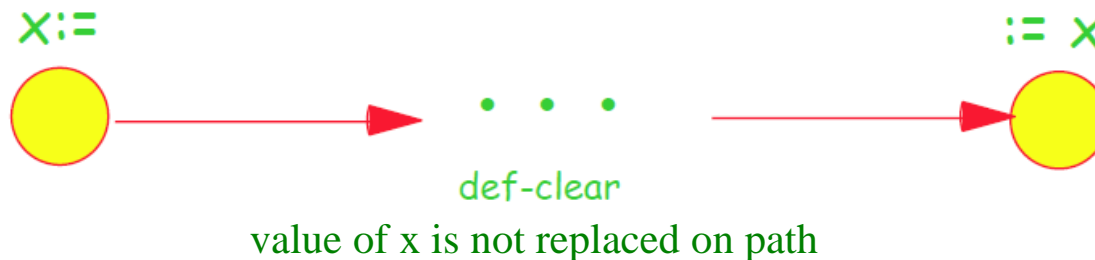 x:=
:= x
. . .
def-clear
value of x is not replaced on path